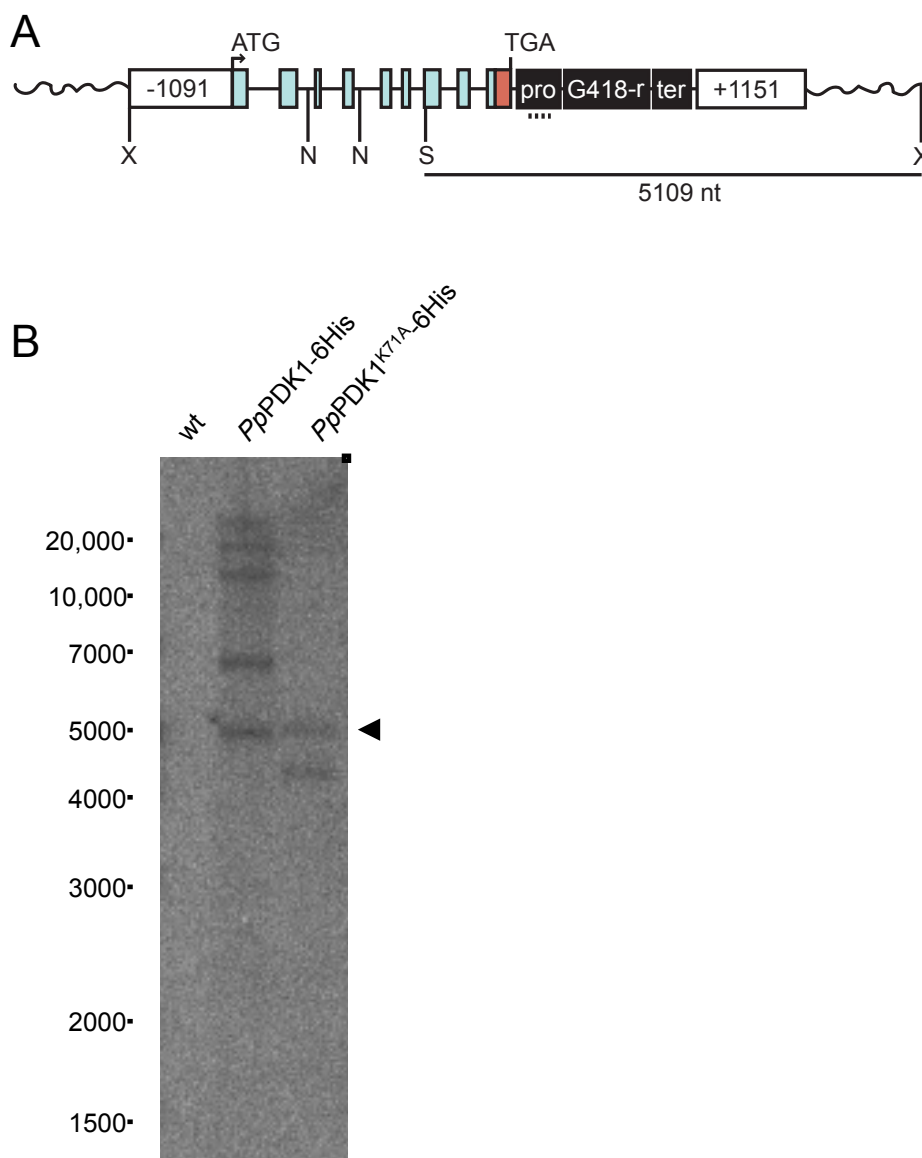 A
ATG
TGA
-1091
pro
G418-r
ter
+1151
X
N
N
S
X
5109 nt
B
wt
PpPDK1-6His
PpPDK1K71A-6His
20,000
10,000
7000
5000
4000
3000
2000
1500